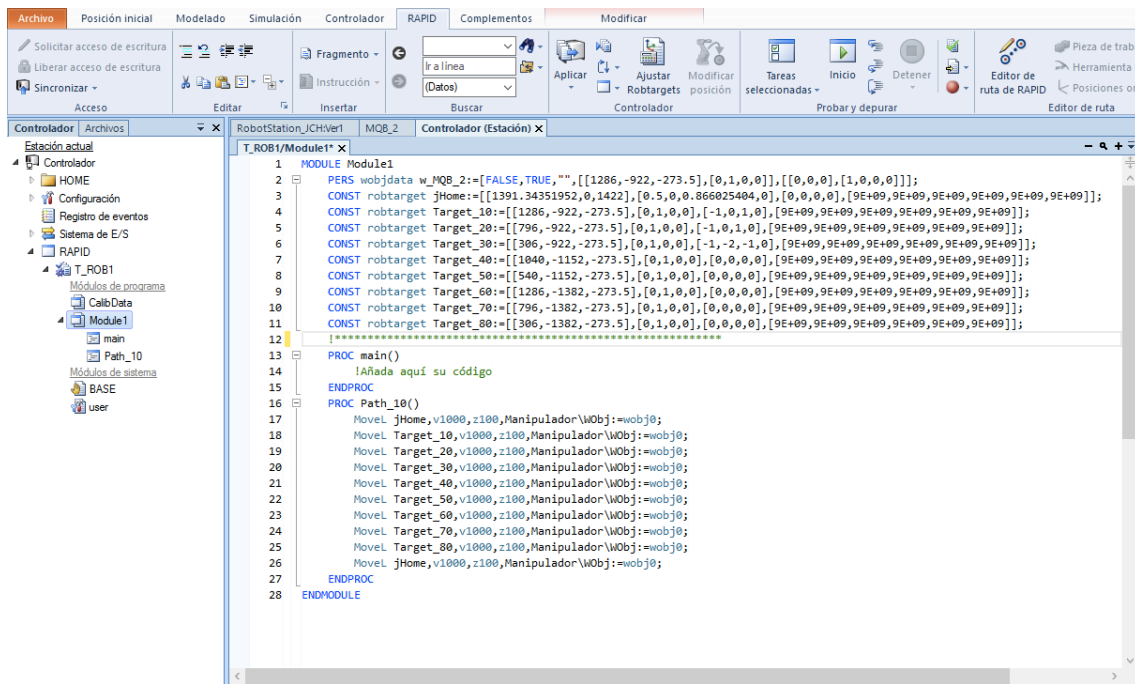 Archivo Posición inicial Modelado Simulación Controlador RAPID Complementos Modificar
Solicitar acceso de escritura
Liberar acceso de escritura
Sincronizar
Acceso
Editar
Fragmento
Instrucción
Insertar
Ir a línea
(Datos)
Buscar
Aplicar
Ajustar Robtargets
Modificar posición
Controlador
Tareas seleccionadas
Inicio
Detener
Probar y depurar
Editor de ruta de RAPID
Pieza de trab
Herramienta
Posiciones
Editor de ruta
Controlador Archivos
RobotStation_JCH:Ver1 MQB_2 Controlador (Estación) X
Estación actual
Controlador
HOME
Configuración
Registro de eventos
Sistema de E/S
RAPID
T_ROB1
Módulos de programa
CalibData
Module1
main
Path_10
Módulos de sistema
BASE
user
T_ROB1/Module1* X
1 MODULE Module1
2 PERS wobjdata w_MQB_2:=[FALSE,TRUE,"",[[1286,-922,-273.5],[0,1,0,0]],[[0,0,0],[1,0,0,0]]];
3 CONST robtarget jHome:=[[1391.34351952,0,1422],[0.5,0,0.866025404,0],[0,0,0,0],[9E+09,9E+09,9E+09,9E+09,9E+09,9E+09]];
4 CONST robtarget Target_10:=[[1286,-922,-273.5],[0,1,0,0],[-1,0,1,0],[9E+09,9E+09,9E+09,9E+09,9E+09,9E+09]];
5 CONST robtarget Target_20:=[[796,-922,-273.5],[0,1,0,0],[-1,0,1,0],[9E+09,9E+09,9E+09,9E+09,9E+09,9E+09]];
6 CONST robtarget Target_30:=[[306,-922,-273.5],[0,1,0,0],[-1,-2,-1,0],[9E+09,9E+09,9E+09,9E+09,9E+09,9E+09]];
7 CONST robtarget Target_40:=[[1040,-1152,-273.5],[0,1,0,0],[0,0,0,0],[9E+09,9E+09,9E+09,9E+09,9E+09,9E+09]];
8 CONST robtarget Target_50:=[[540,-1152,-273.5],[0,1,0,0],[0,0,0,0],[9E+09,9E+09,9E+09,9E+09,9E+09,9E+09]];
9 CONST robtarget Target_60:=[[1286,-1382,-273.5],[0,1,0,0],[0,0,0,0],[9E+09,9E+09,9E+09,9E+09,9E+09,9E+09]];
10 CONST robtarget Target_70:=[[796,-1382,-273.5],[0,1,0,0],[0,0,0,0],[9E+09,9E+09,9E+09,9E+09,9E+09,9E+09]];
11 CONST robtarget Target_80:=[[306,-1382,-273.5],[0,1,0,0],[0,0,0,0],[9E+09,9E+09,9E+09,9E+09,9E+09,9E+09]];
12 !***********************************************************
13 PROC main()
14 !Añada aquí su código
15 ENDPROC
16 PROC Path_10()
17 MoveL jHome,v1000,z100,Manipulador\WObj:=wobj0;
18 MoveL Target_10,v1000,z100,Manipulador\WObj:=wobj0;
19 MoveL Target_20,v1000,z100,Manipulador\WObj:=wobj0;
20 MoveL Target_30,v1000,z100,Manipulador\WObj:=wobj0;
21 MoveL Target_40,v1000,z100,Manipulador\WObj:=wobj0;
22 MoveL Target_50,v1000,z100,Manipulador\WObj:=wobj0;
23 MoveL Target_60,v1000,z100,Manipulador\WObj:=wobj0;
24 MoveL Target_70,v1000,z100,Manipulador\WObj:=wobj0;
25 MoveL Target_80,v1000,z100,Manipulador\WObj:=wobj0;
26 MoveL jHome,v1000,z100,Manipulador\WObj:=wobj0;
27 ENDPROC
28 ENDMODULE